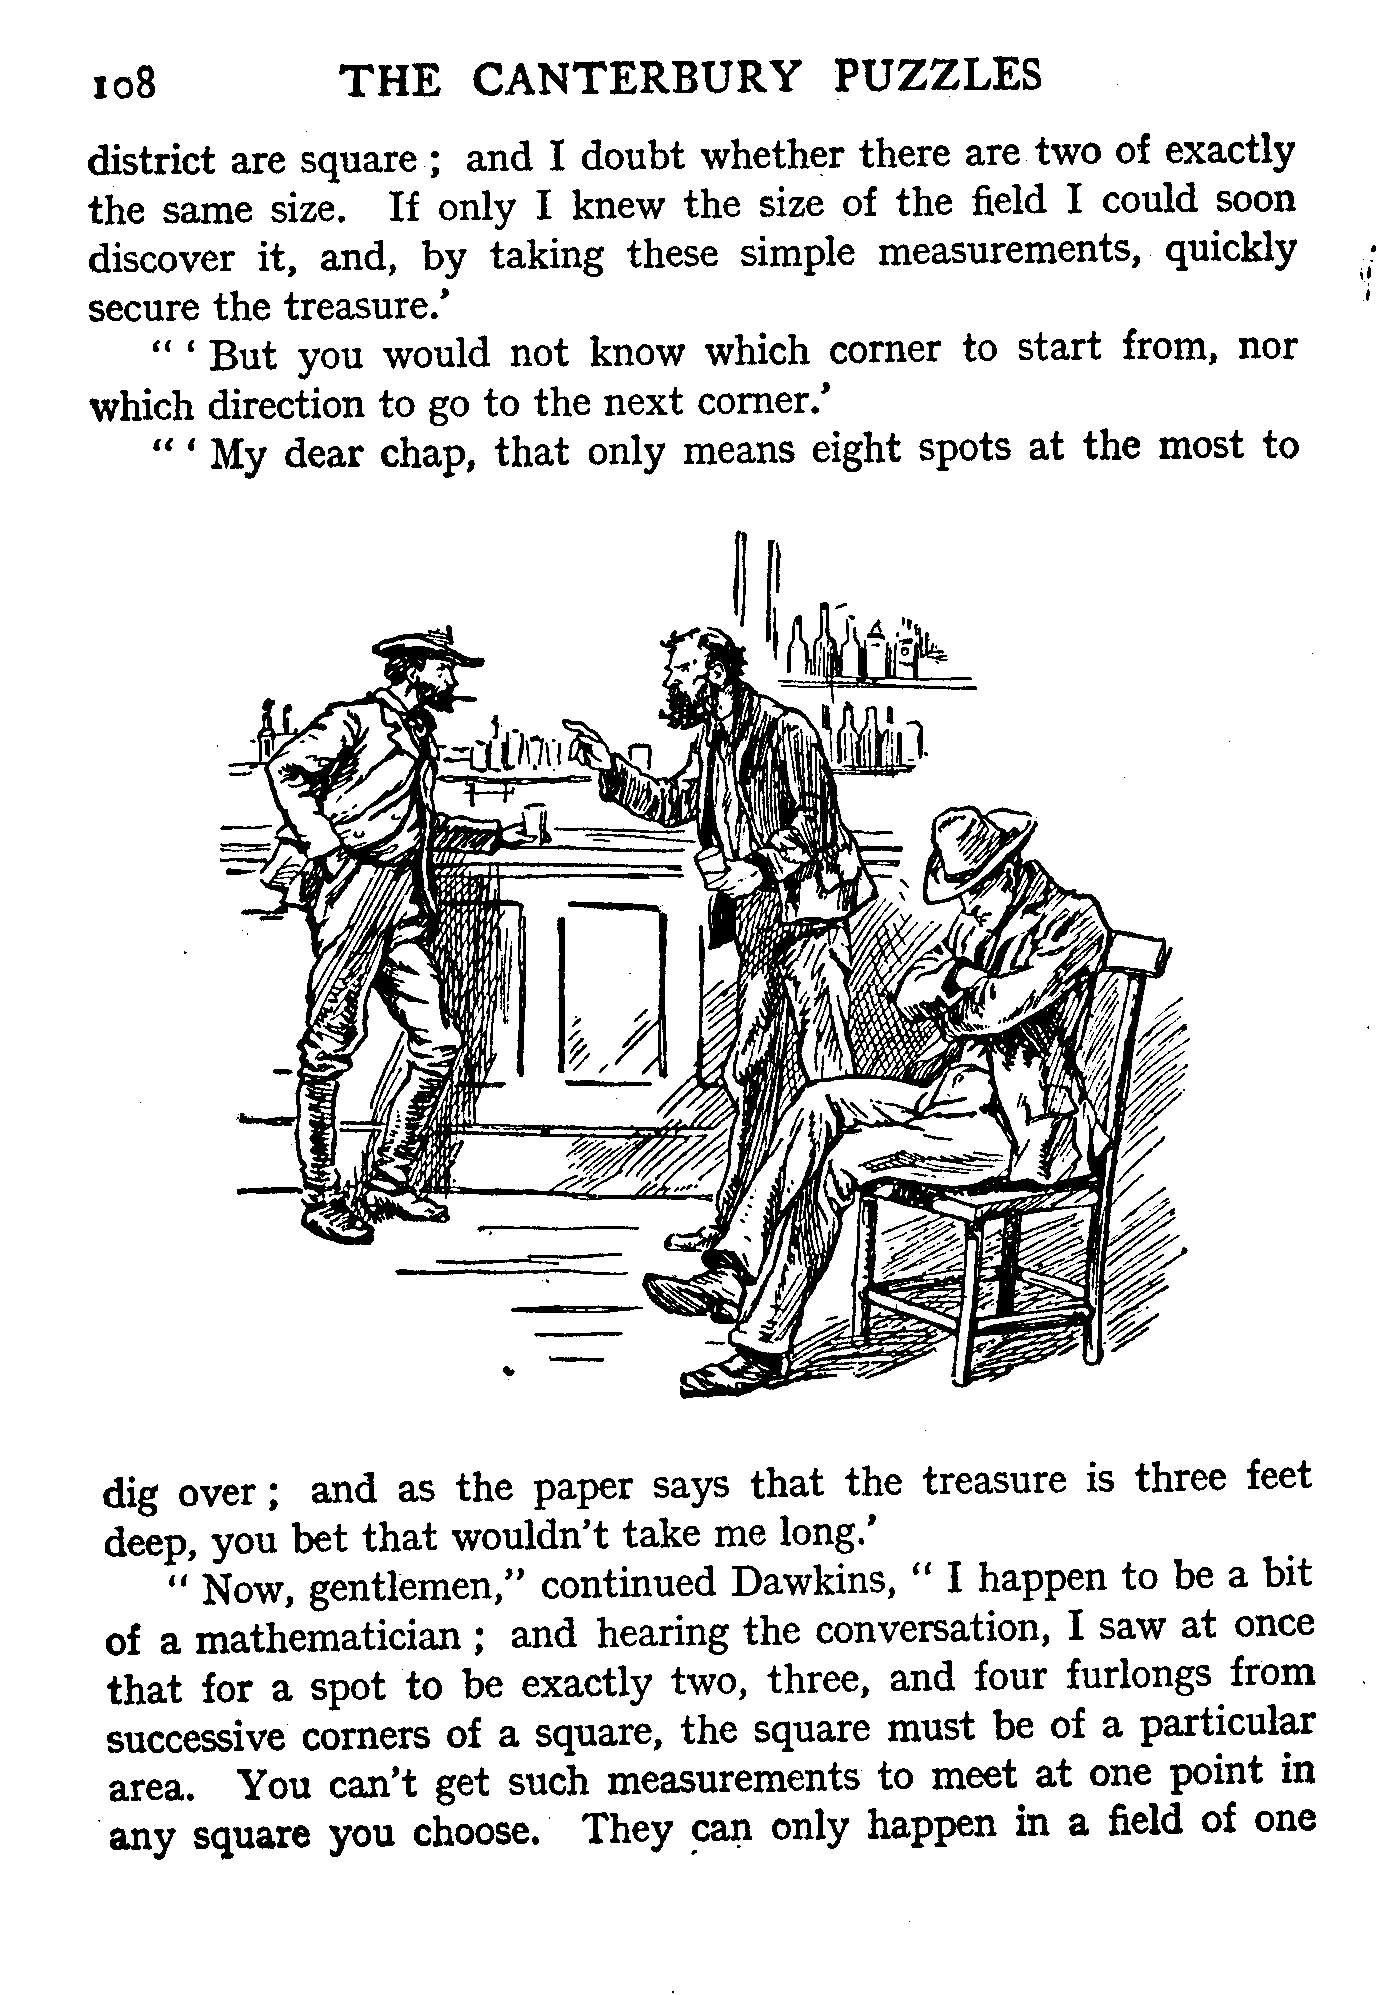 108 THE CANTERBURY PUZZLES
district are square ; and I doubt whether there are two of exactly
the same size. If only I knew the size of the field I could soon
discover it, and, by taking these simple measurements, quickly
secure the treasure.’
“ ‘ But you would not know which corner to start from, nor
which direction to go to the next corner.’
“ ‘ My dear chap, that only means eight spots at the most to
dig over ; and as the paper says that the treasure is three feet
deep, you bet that wouldn’t take me long.’
“ Now, gentlemen,” continued Dawkins, “ I happen to be a bit
of a mathematician ; and hearing the conversation, I saw at once
that for a spot to be exactly two, three, and four furlongs from
successive corners of a square, the square must be of a particular
area. You can’t get such measurements to meet at one point in
any square you choose. They can only happen in a field of one